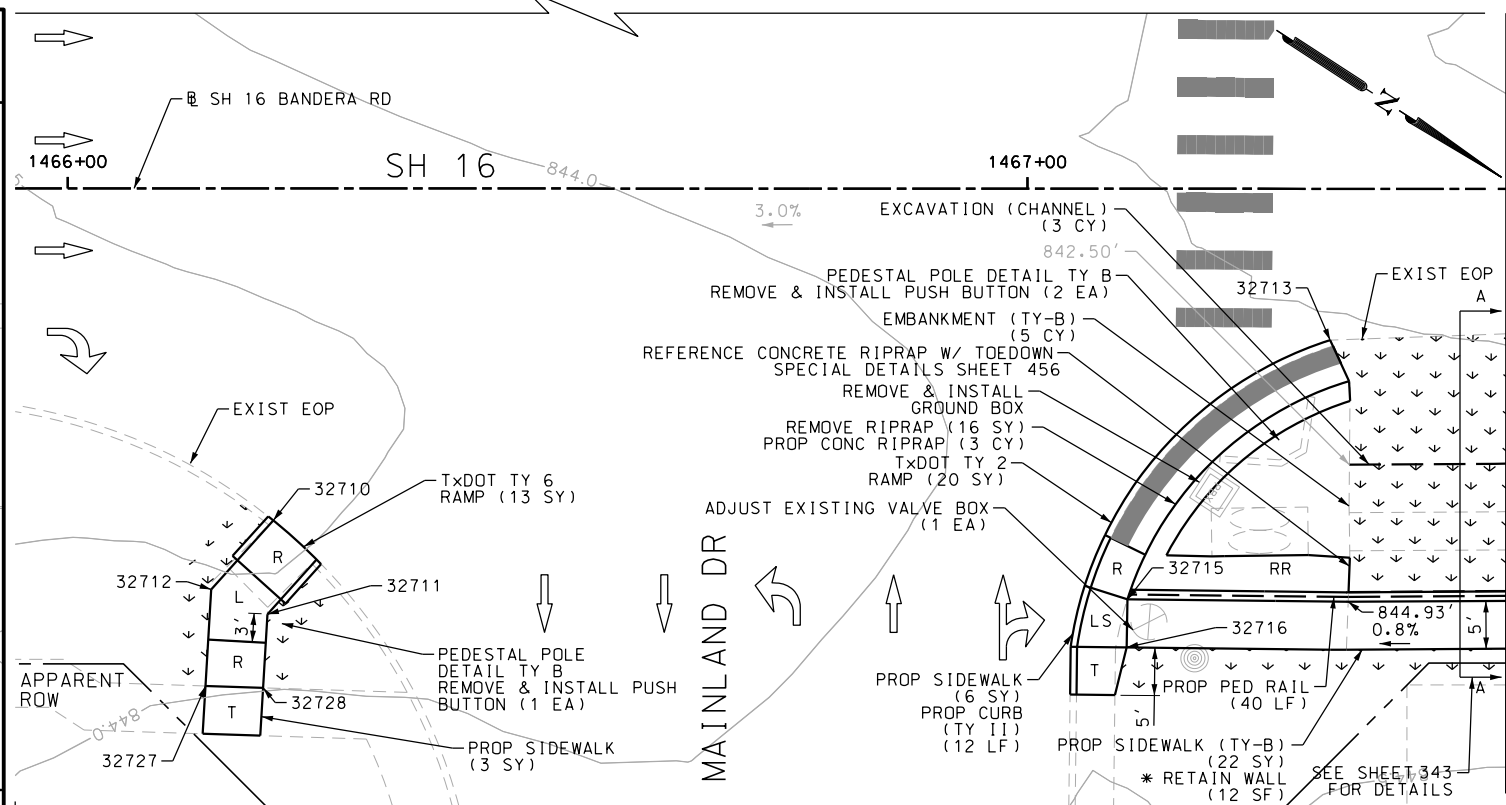 ℄ SH 16 BANDERA RD
1466+00
SH 16
844.0
1467+00
N
3.0%
EXCAVATION (CHANNEL)
(3 CY)
842.50'
PEDESTAL POLE DETAIL TY B
REMOVE & INSTALL PUSH BUTTON (2 EA)
32713
EXIST EOP
A
EMBANKMENT (TY-B)
(5 CY)
REFERENCE CONCRETE RIPRAP W/ TOEDOWN
SPECIAL DETAILS SHEET 456
REMOVE & INSTALL
GROUND BOX
REMOVE RIPRAP (16 SY)
PROP CONC RIPRAP (3 CY)
TxDOT TY 2
RAMP (20 SY)
ADJUST EXISTING VALVE BOX
(1 EA)
EXIST EOP
32710
TxDOT TY 6
RAMP (13 SY)
R
32712
32711
L
3'
R
T
32727
32728
APPARENT
ROW
844.0
PEDESTAL POLE
DETAIL TY B
REMOVE & INSTALL PUSH
BUTTON (1 EA)
PROP SIDEWALK
(3 SY)
MAINLAND DR
R
32715
RR
LS
32716
844.93'
0.8%
5'
T
5'
PROP SIDEWALK
(6 SY)
PROP CURB
(TY II)
(12 LF)
PROP PED RAIL
(40 LF)
A
PROP SIDEWALK (TY-B)
(22 SY)
* RETAIN WALL
(12 SF)
SEE SHEET 343
FOR DETAILS